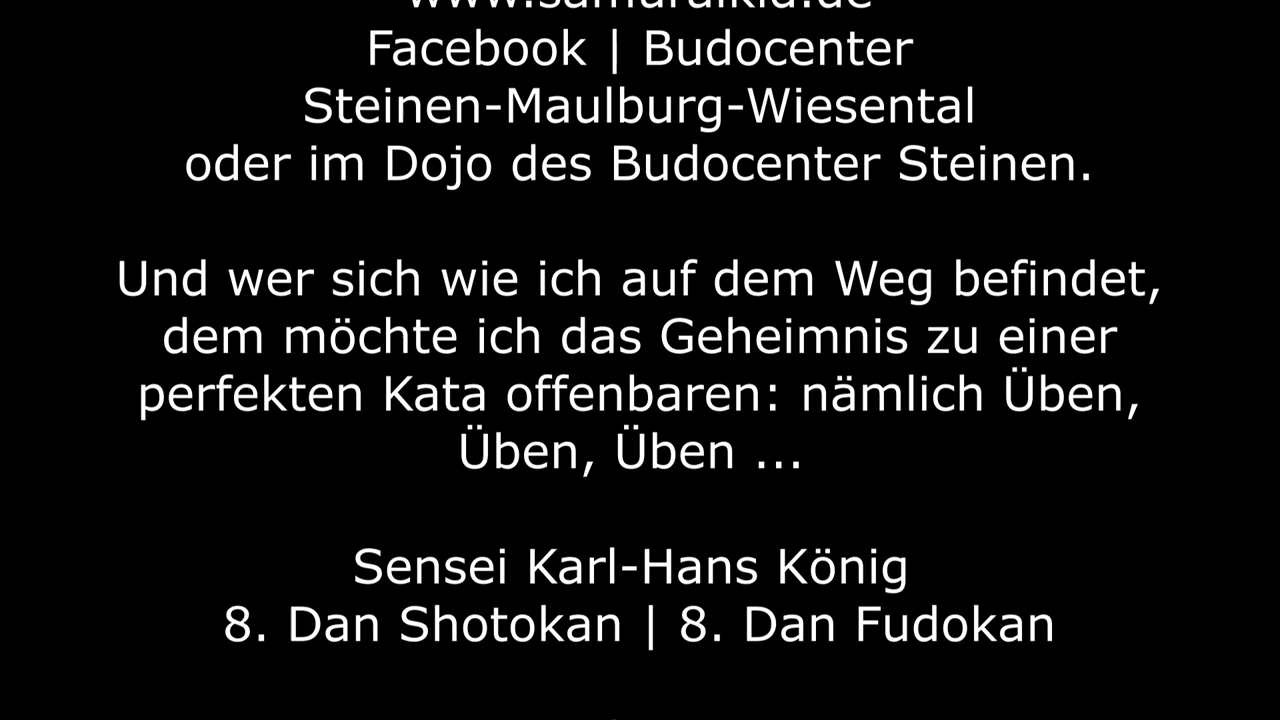 Facebook | Budocenter
Steinen-Maulburg-Wiesental
oder im Dojo des Budocenter Steinen.
Und wer sich wie ich auf dem Weg befindet,
dem möchte ich das Geheimnis zu einer
perfekten Kata offenbaren: nämlich Üben,
Üben, Üben ...
Sensei Karl-Hans König
8. Dan Shotokan | 8. Dan Fudokan